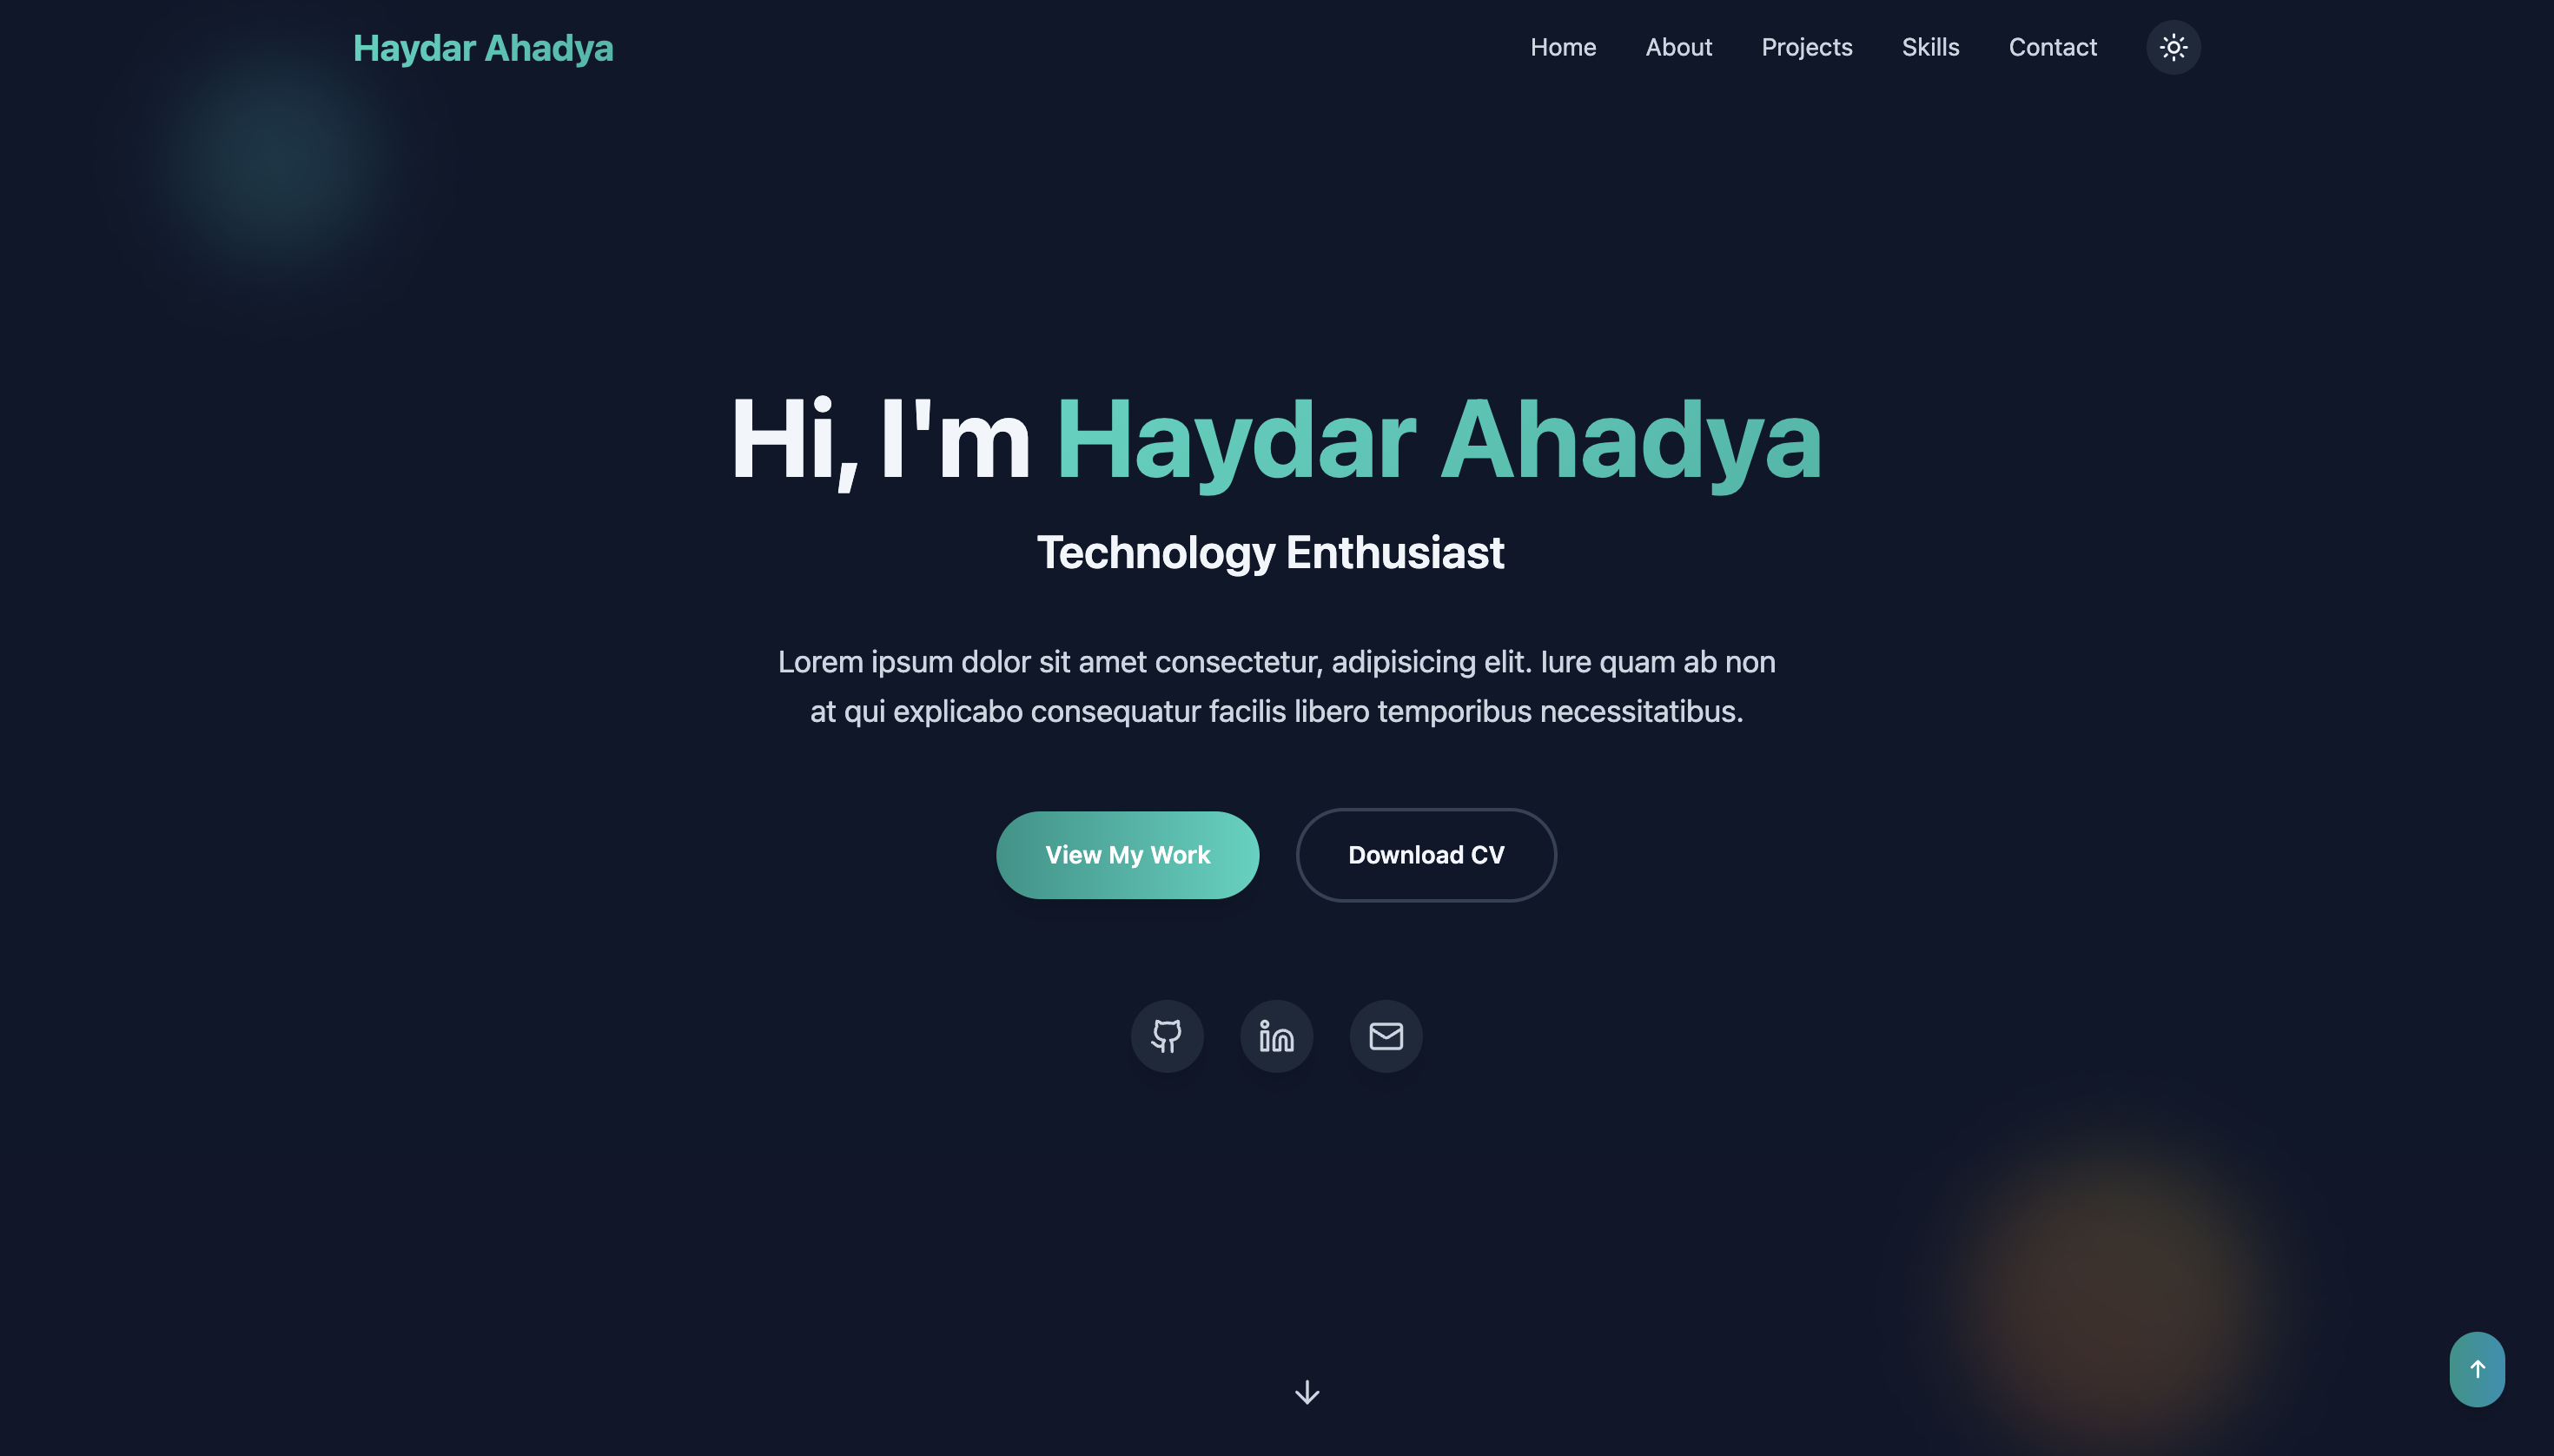 Haydar Ahadya
Home
About
Projects
Skills
Contact
Hi, I'm Haydar Ahadya
Technology Enthusiast
Lorem ipsum dolor sit amet consectetur, adipisicing elit. Iure quam ab non
at qui explicabo consequatur facilis libero temporibus necessitatibus.
View My Work
Download CV